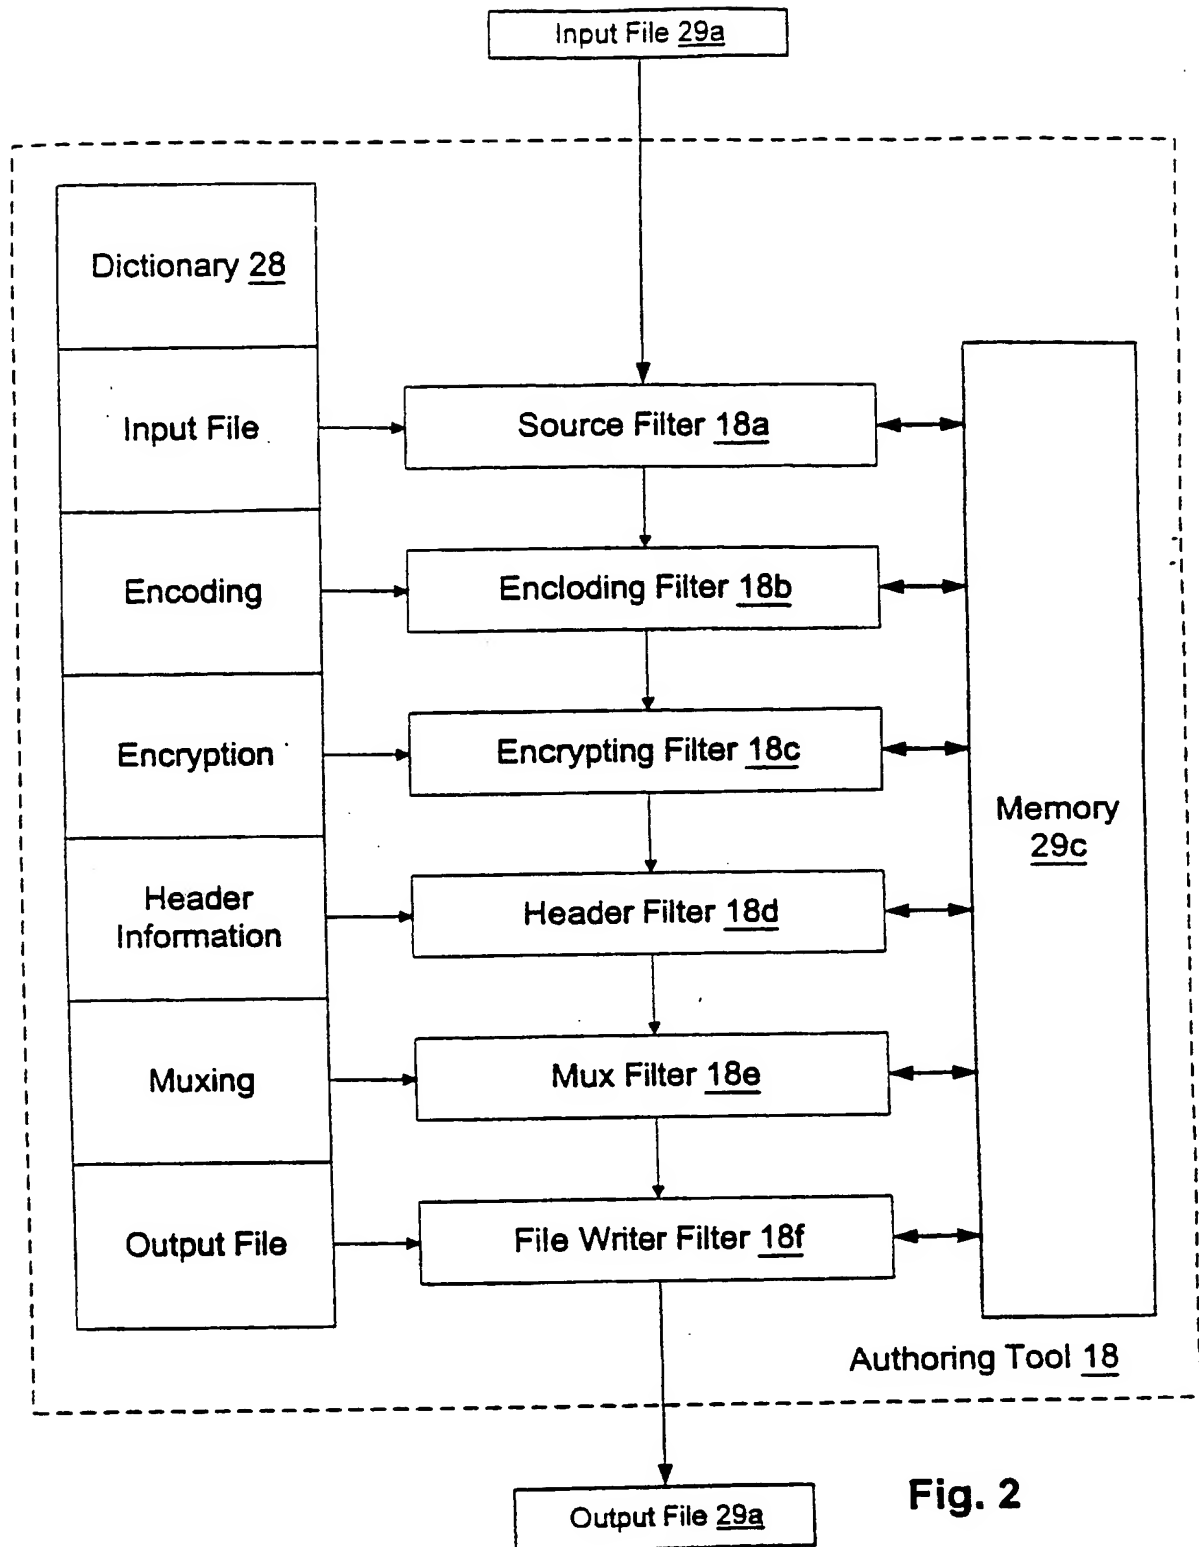 Input File 29a
Dictionary 28
Input File
Source Filter 18a
Encoding
Encloding Filter 18b
Encryption
Encrypting Filter 18c
Memory
29c
Header
Information
Header Filter 18d
Muxing
Mux Filter 18e
Output File
File Writer Filter 18f
Authoring Tool 18
Output File 29a
Fig. 2